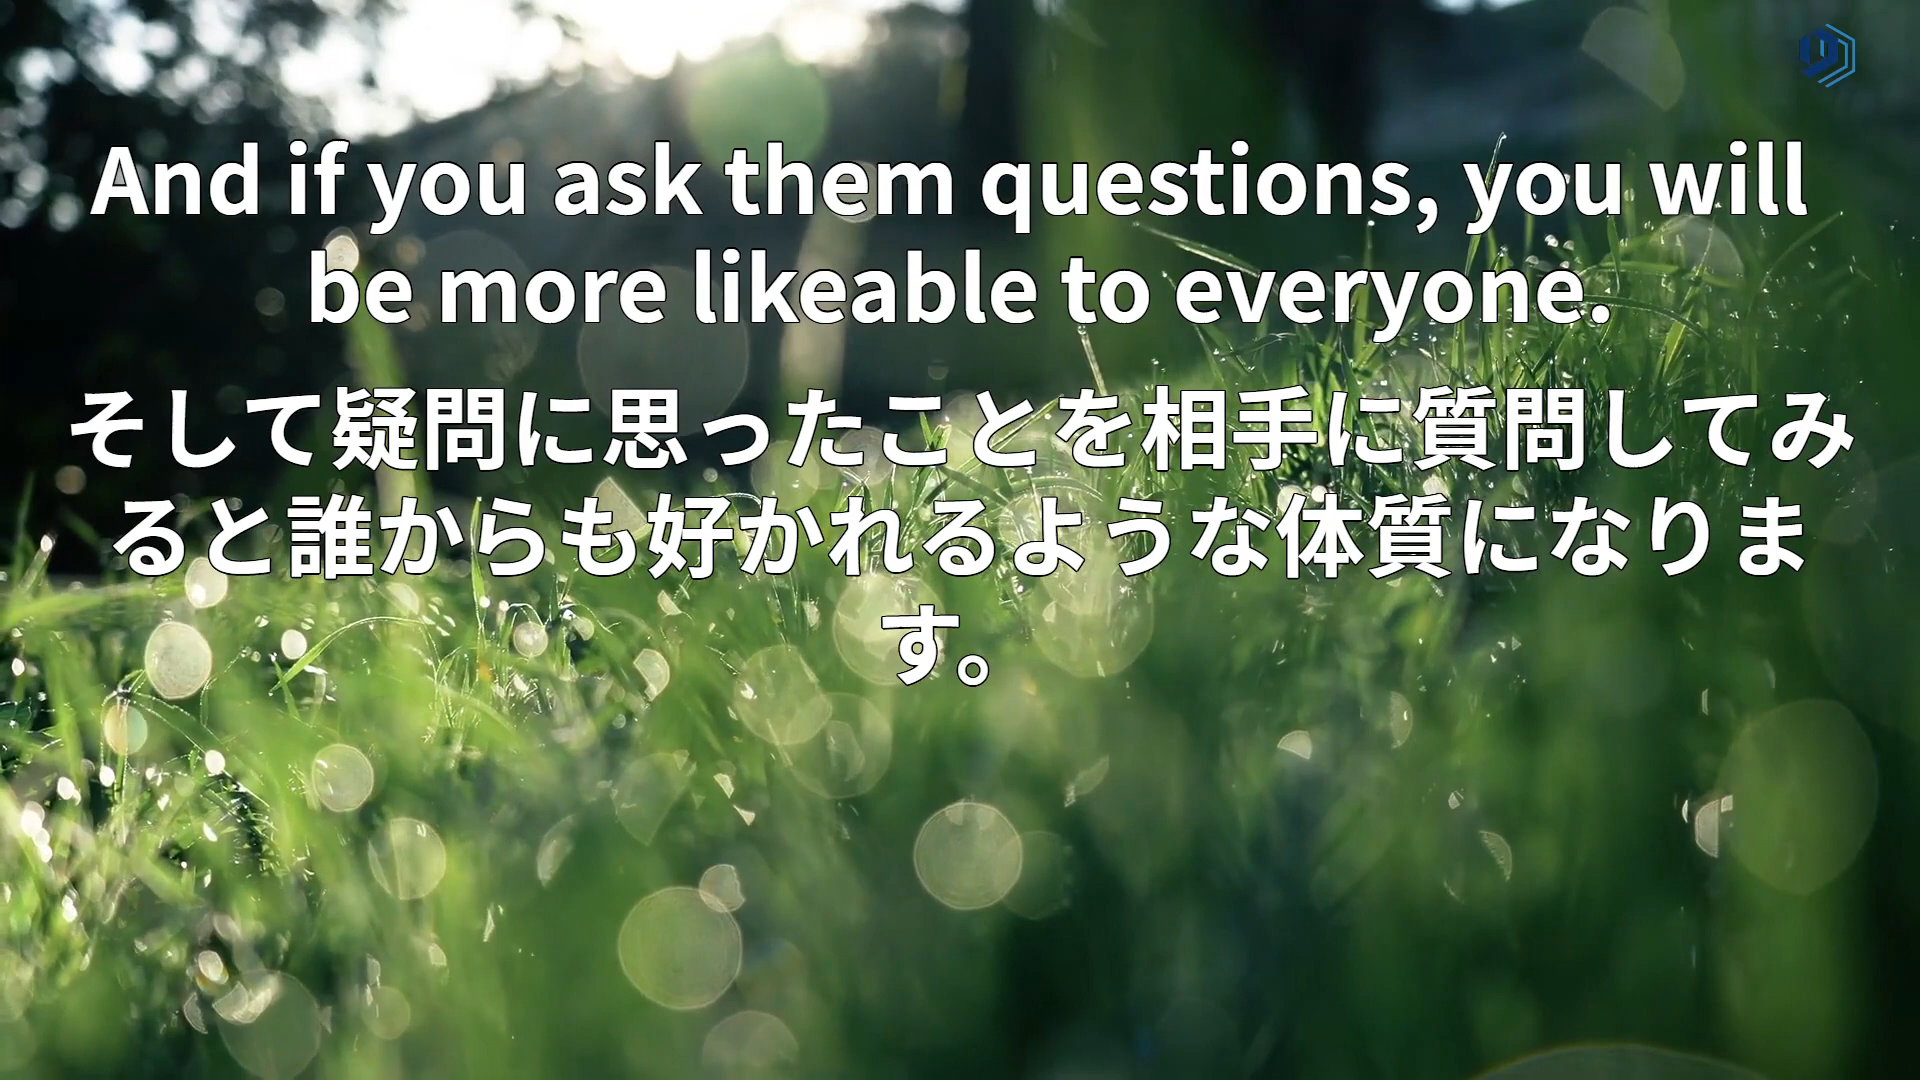 And if you ask them questions, you will
be more likeable to everyone.
そして疑問に思ったことを相手に質問してみ
ると誰からも好かれるような体質になりま
す。